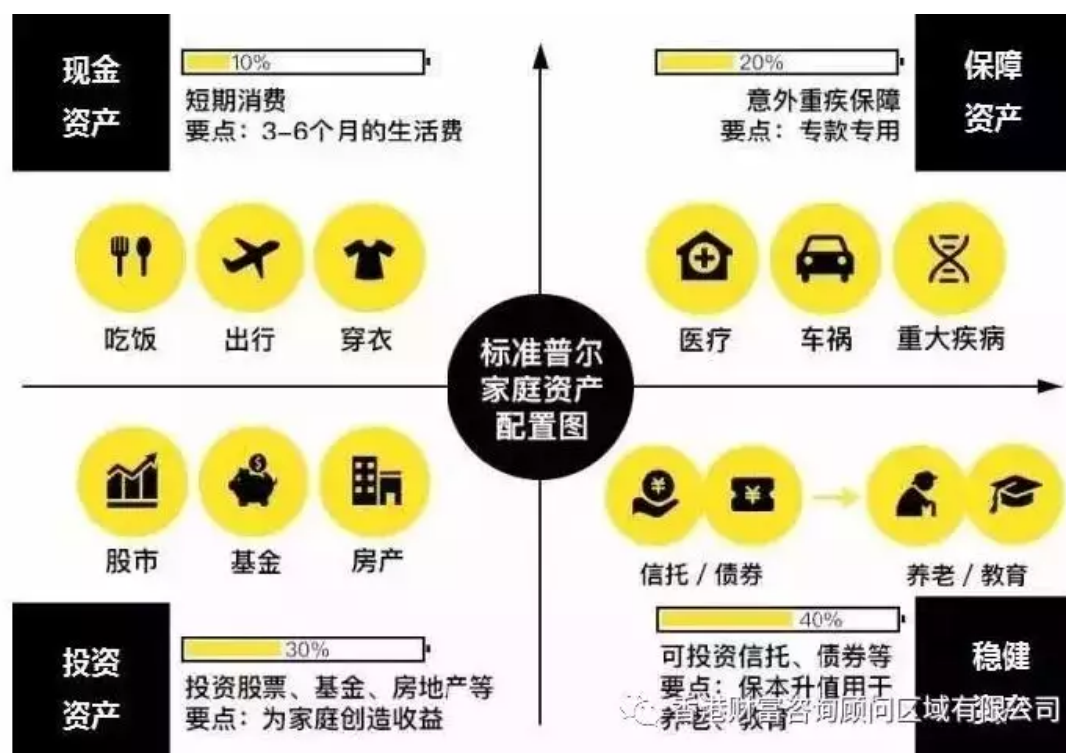 现金
资产
10%
短期消费
要点：3-6个月的生活费
20%
意外重疾保障
要点：专款专用
保障
资产
吃饭
出行
穿衣
医疗
车祸
重大疾病
标准普尔
家庭资产
配置图
股市
基金
房产
信托 / 债券
养老 / 教育
投资
资产
30%
投资股票、基金、房地产等
要点：为家庭创造收益
40%
可投资信托、债券等
要点：保本升值用于
养老、教育
稳健
资产
香港财富咨询顾问区域有限公司